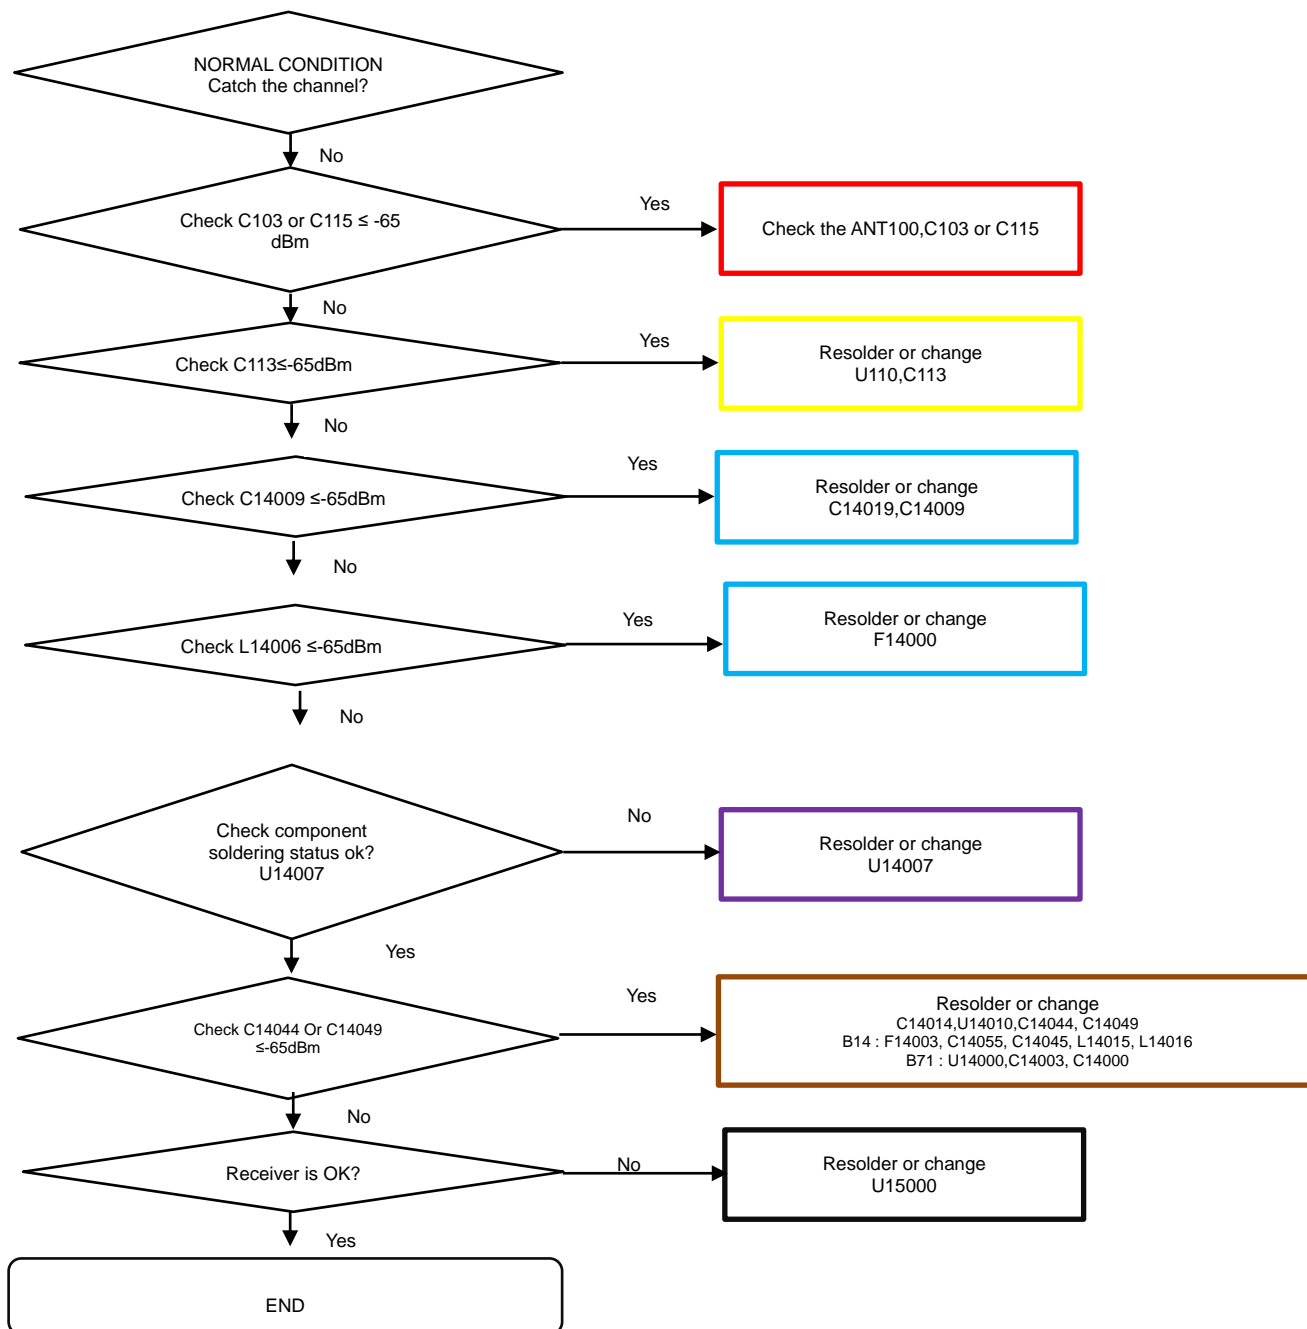 NORMAL CONDITION
Catch the channel?
No
Check C103 or C115 ≤ -65
dBm
Yes
Check the ANT100,C103 or C115
No
Check C113≤-65dBm
Yes
Resolder or change
U110,C113
No
Check C14009 ≤-65dBm
Yes
Resolder or change
C14019,C14009
No
Check L14006 ≤-65dBm
Yes
Resolder or change
F14000
No
Check component
soldering status ok?
U14007
No
Resolder or change
U14007
Yes
Check C14044 Or C14049
≤-65dBm
Yes
Resolder or change
C14014,U14010,C14044, C14049
B14 : F14003, C14055, C14045, L14015, L14016
B71 : U14000,C14003, C14000
No
Receiver is OK?
No
Resolder or change
U15000
Yes
END